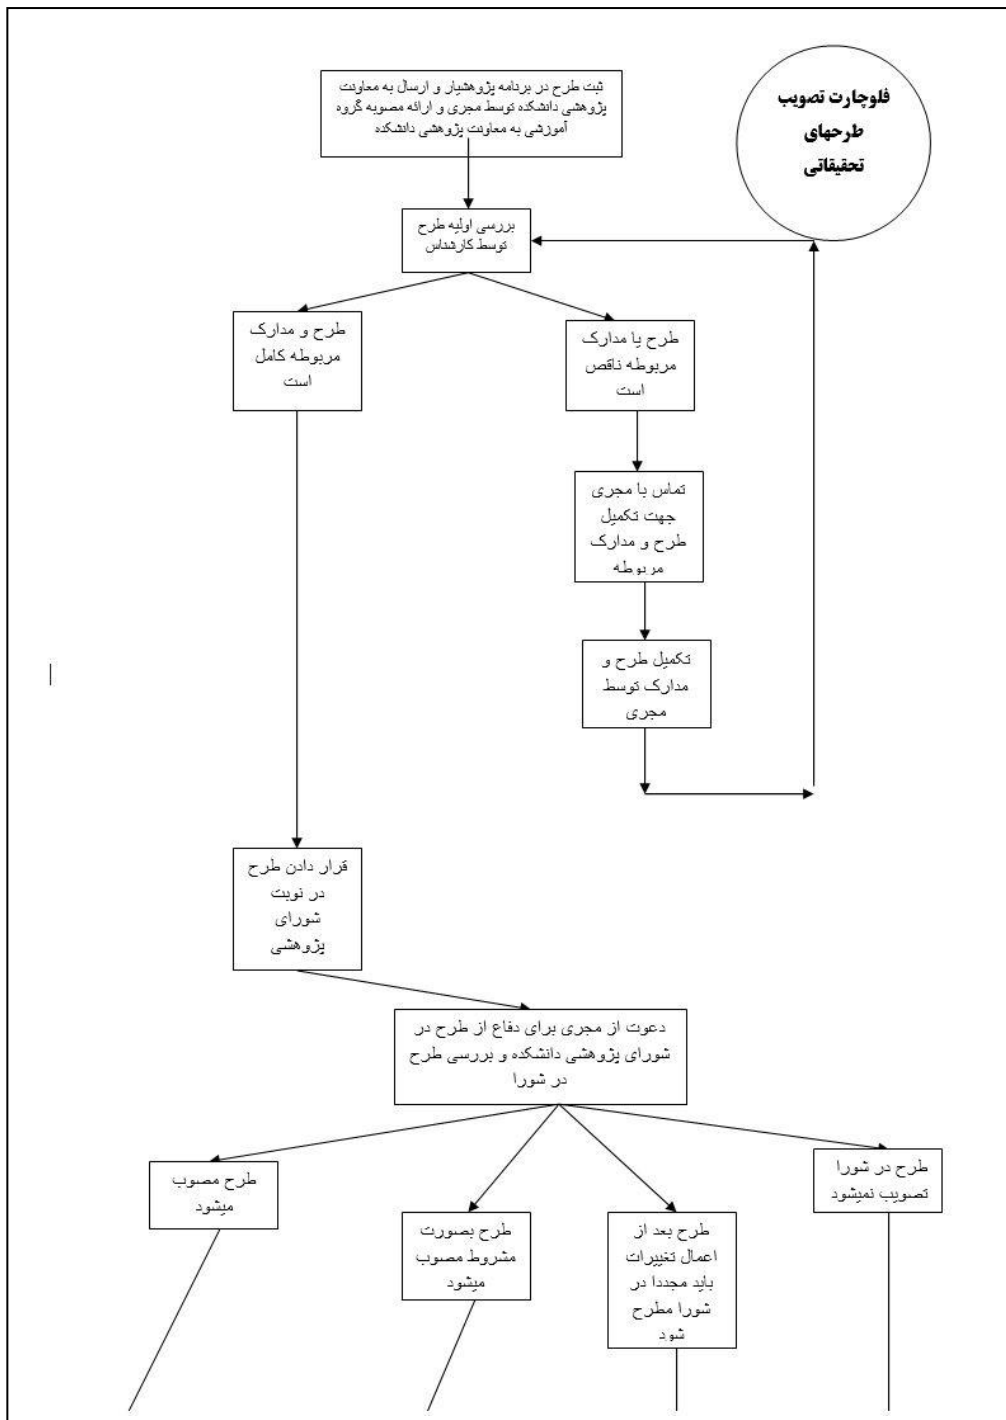 فلوچارت تصویب
طرحهای
تحقیقاتی
ثبت طرح در برنامه پژوهشیار و ارسال به معاونت
پژوهشی دانشکده توسط مجری و ارائه مصوبه گروه
آموزشی به معاونت پژوهشی دانشکده
بررسی اولیه طرح
توسط کارشناس
طرح و مدارک
مربوطه کامل
است
طرح یا مدارک
مربوطه ناقص
است
تماس با مجری
جهت تکمیل
طرح و مدارک
مربوطه
تکمیل طرح و
مدارک توسط
مجری
قرار دادن طرح
در نوبت
شورای
پژوهشی
دعوت از مجری برای دفاع از طرح در
شورای پژوهشی دانشکده و بررسی طرح
در شورا
طرح در شورا
تصویب نمیشود
طرح بعد از
اعمال تغییرات
باید مجددا در
شورا مطرح
شود
طرح بصورت
مشروط مصوب
میشود
طرح مصوب
میشود